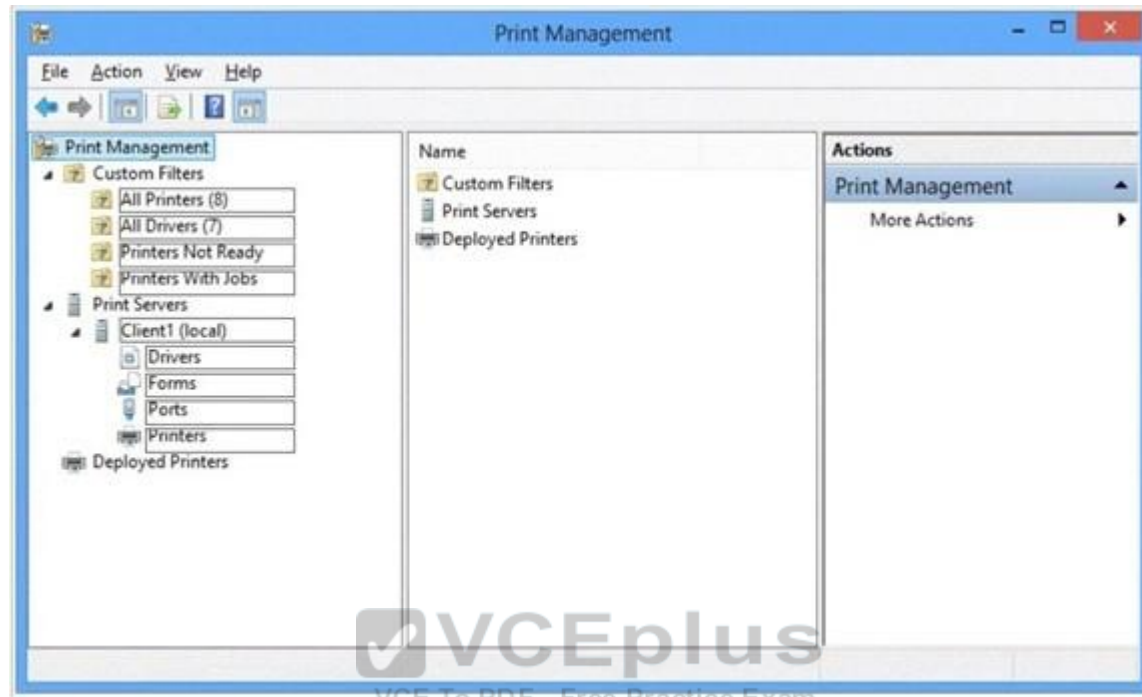 Print Management
File Action View Help
Print Management
Custom Filters
All Printers (8)
All Drivers (7)
Printers Not Ready
Printers With Jobs
Print Servers
Client1 (local)
Drivers
Forms
Ports
Printers
Deployed Printers
Name
Custom Filters
Print Servers
Deployed Printers
Actions
Print Management
More Actions
VCEplus
VCE To PDF - Free Practice Exam